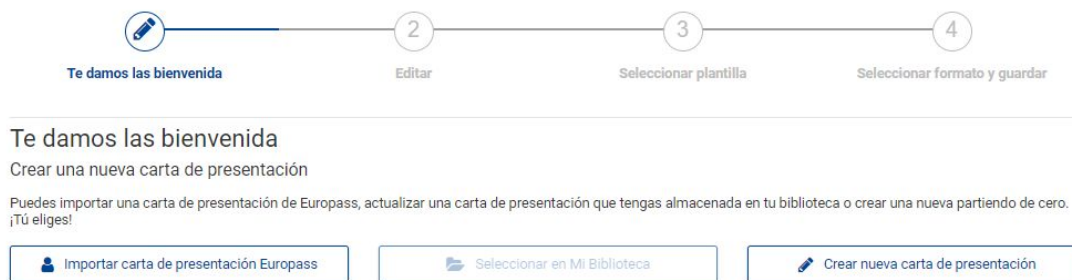 2 3 4
Te damos las bienvenida Editar Seleccionar plantilla Seleccionar formato y guardar
Te damos las bienvenida
Crear una nueva carta de presentación
Puedes importar una carta de presentación de Europass, actualizar una carta de presentación que tengas almacenada en tu biblioteca o crear una nueva partiendo de cero.
¡Tú eliges!
Importar carta de presentación Europass Seleccionar en Mi Biblioteca Crear nueva carta de presentación